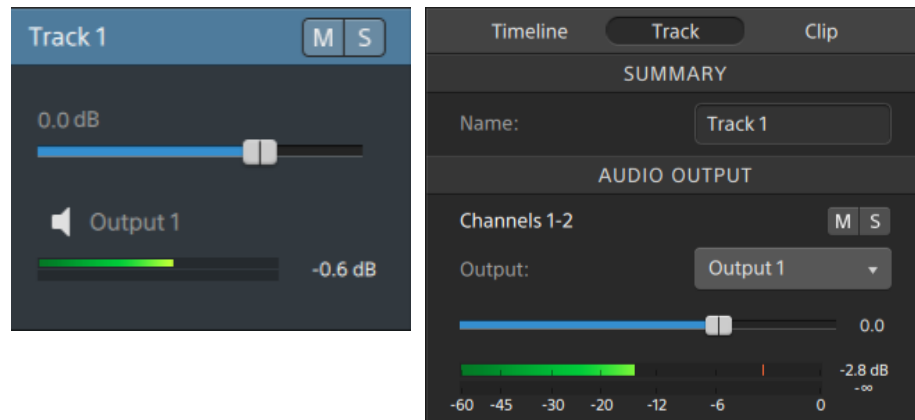 Track 1 M S
0.0 dB
Output 1
-0.6 dB
Timeline Track Clip
SUMMARY
Name: Track 1
AUDIO OUTPUT
Channels 1-2 M S
Output: Output 1
0.0
-2.8 dB
-∞
-60 -45 -30 -20 -12 -6 0